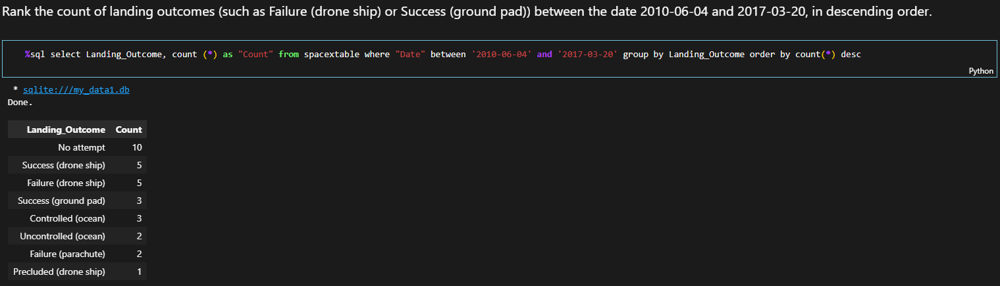 Rank the count of landing outcomes (such as Failure (drone ship) or Success (ground pad)) between the date 2010-06-04 and 2017-03-20, in descending order.
%sql select Landing_Outcome, count (*) as "Count" from spacextable where "Date" between '2010-06-04' and '2017-03-20' group by Landing_Outcome order by count(*) desc
Python
* sqlite:///my_data1.db
Done.
Landing_Outcome Count
No attempt 10
Success (drone ship) 5
Failure (drone ship) 5
Success (ground pad) 3
Controlled (ocean) 3
Uncontrolled (ocean) 2
Failure (parachute) 2
Precluded (drone ship) 1